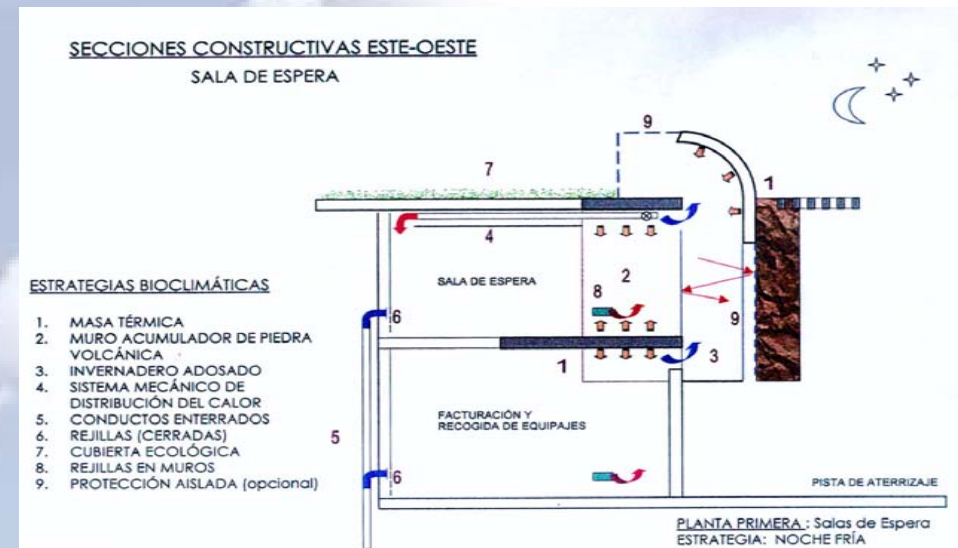 SECCIONES CONSTRUCTIVAS ESTE-OESTE
SALA DE ESPERA
9
7
1
4
ESTRATEGIAS BIOCLIMÁTICAS
SALA DE ESPERA
2
8
6
9
1. MASA TÉRMICA
2. MURO ACUMULADOR DE PIEDRA
VOLCÁNICA
3. INVERNADERO ADOSADO
4. SISTEMA MECÁNICO DE
DISTRIBUCIÓN DEL CALOR
5. CONDUCTOS ENTERRADOS
6. REJILLAS (CERRADAS)
7. CUBIERTA ECOLÓGICA
8. REJILLAS EN MUROS
9. PROTECCIÓN AISLADA (opcional)
1
3
FACTURACIÓN Y
RECOGIDA DE EQUIPAJES
5
6
PISTA DE ATERRIZAJE
PLANTA PRIMERA : Salas de Espera
ESTRATEGIA: NOCHE FRÍA